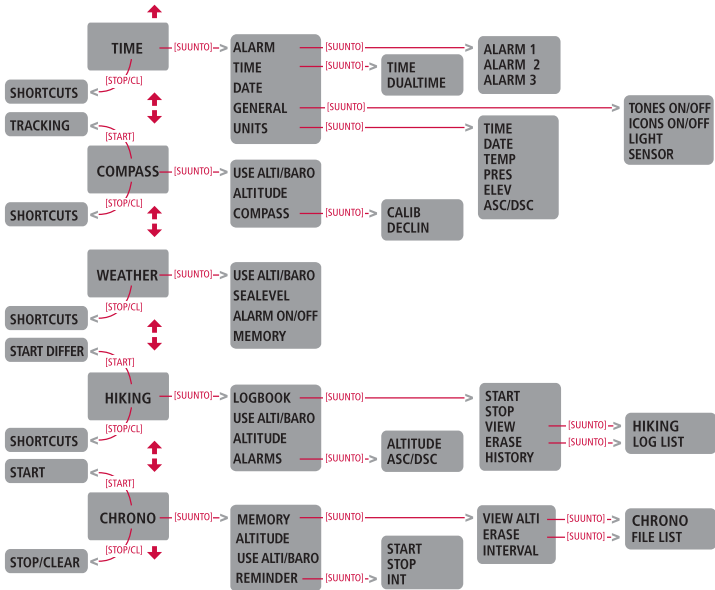 TIME
[SUUNTO]
[STOP/CL]
SHORTCUTS
ALARM
TIME
DATE
GENERAL
UNITS
[SUUNTO]
[SUUNTO]
[SUUNTO]
[SUUNTO]
TIME
DUALTIME
ALARM 1
ALARM 2
ALARM 3
TONES ON/OFF
ICONS ON/OFF
LIGHT
SENSOR
TIME
DATE
TEMP
PRES
ELEV
ASC/DSC
TRACKING
[START]
COMPASS
[SUUNTO]
[STOP/CL]
SHORTCUTS
USE ALTI/BARO
ALTITUDE
COMPASS
[SUUNTO]
CALIB
DECLIN
WEATHER
[SUUNTO]
[STOP/CL]
SHORTCUTS
USE ALTI/BARO
SEALEVEL
ALARM ON/OFF
MEMORY
START DIFFER
[START]
HIKING
[SUUNTO]
[STOP/CL]
SHORTCUTS
LOGBOOK
USE ALTI/BARO
ALTITUDE
ALARMS
[SUUNTO]
[SUUNTO]
ALTITUDE
ASC/DSC
START
STOP
VIEW
ERASE
HISTORY
[SUUNTO]
[SUUNTO]
HIKING
LOG LIST
START
[START]
CHRONO
[SUUNTO]
[STOP/CL]
STOP/CLEAR
MEMORY
ALTITUDE
USE ALTI/BARO
REMINDER
[SUUNTO]
[SUUNTO]
START
STOP
INT
VIEW ALTI
ERASE
INTERVAL
[SUUNTO]
[SUUNTO]
CHRONO
FILE LIST